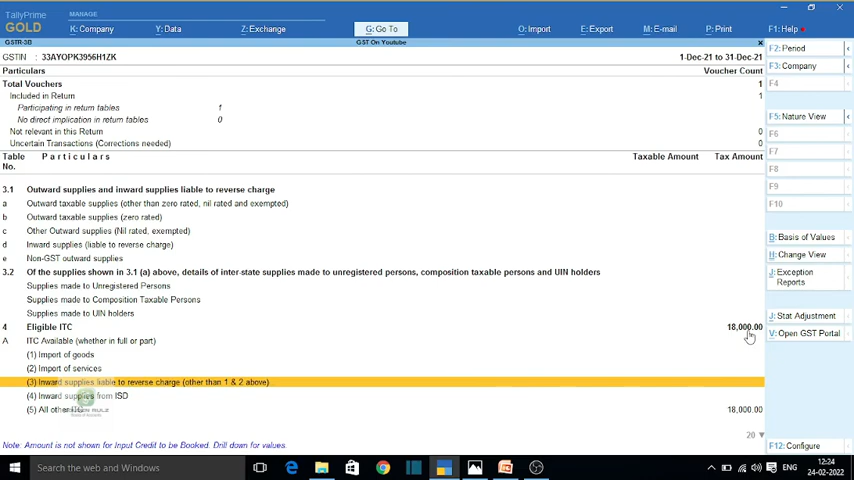 TallyPrime MANAGE
GOLD K: Company Y: Data Z: Exchange G: Go To O: Import E: Export M: E-mail P: Print F1: Help
GSTR-3B GST On Youtube x
GSTIN : 33AYOPK3956H1ZK 1-Dec-21 to 31-Dec-21
Particulars Voucher Count
Total Vouchers 1
Included in Return 1
Participating in return tables 1
No direct implication in return tables 0
Not relevant in this Return 0
Uncertain Transactions (Corrections needed) 0
Table Particulars Taxable Amount Tax Amount
No.
3.1 Outward supplies and inward supplies liable to reverse charge
a Outward taxable supplies (other than zero rated, nil rated and exempted)
b Outward taxable supplies (zero rated)
c Other Outward supplies (Nil rated, exempted)
d Inward supplies (liable to reverse charge)
e Non-GST outward supplies
3.2 Of the supplies shown in 3.1 (a) above, details of inter-state supplies made to unregistered persons, composition taxable persons and UIN holders
Supplies made to Unregistered Persons
Supplies made to Composition Taxable Persons
Supplies made to UIN holders
4 Eligible ITC 18,000.00
A ITC Available (whether in full or part)
(1) Import of goods
(2) Import of services
(3) Inward supplies liable to reverse charge (other than 1 & 2 above)
(4) Inward supplies from ISD
(5) All other 18,000.00
20
Note: Amount is not shown for Input Credit to be Booked. Drill down for values.
F2: Period
F3: Company
F4
F5: Nature View
F6
F7
F8
F9
F10
B: Basis of Values
H: Change View
J: Exception
Reports
J: Stat Adjustment
V: Open GST Portal
F12: Configure
Search the web and Windows
ENG
12:24
24-02-2022